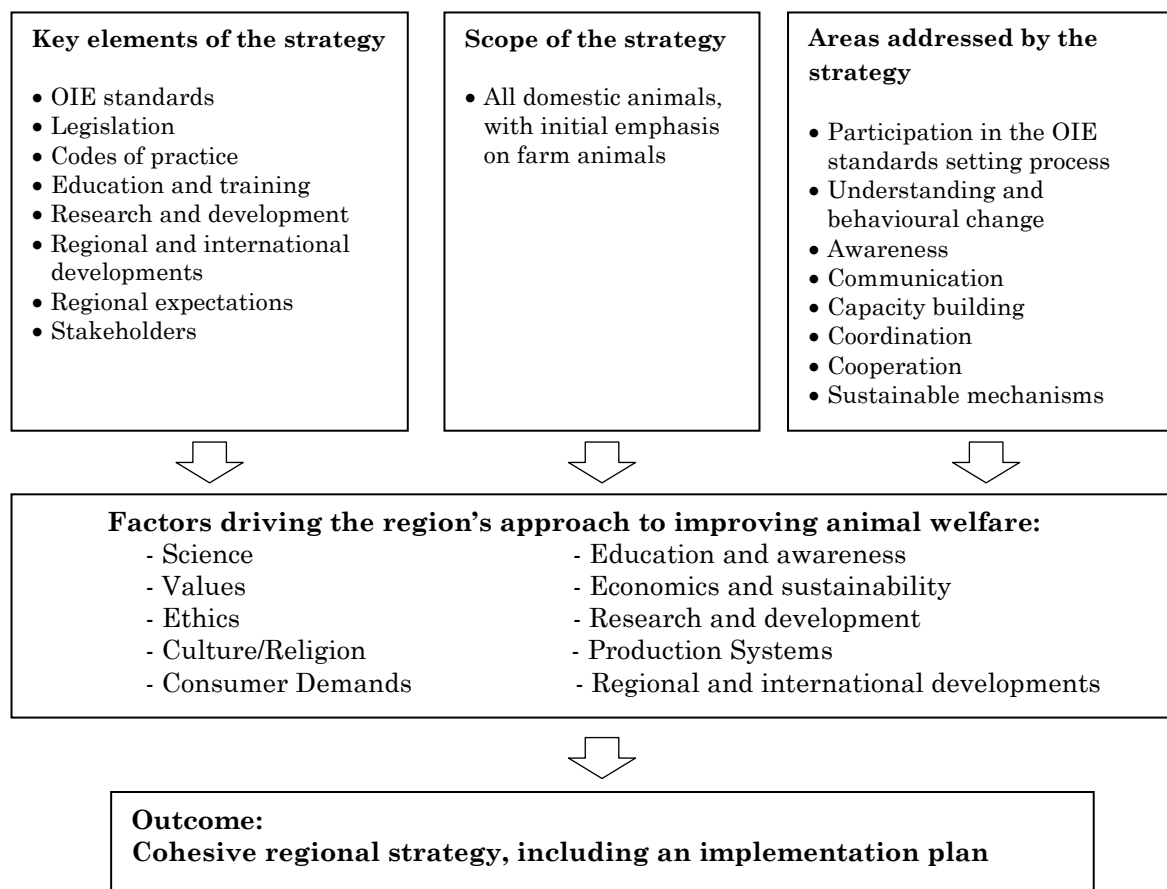 Key elements of the strategy
• OIE standards
• Legislation
• Codes of practice
• Education and training
• Research and development
• Regional and international
developments
• Regional expectations
• Stakeholders
Scope of the strategy
• All domestic animals,
with initial emphasis
on farm animals
Areas addressed by the
strategy
• Participation in the OIE
standards setting process
• Understanding and
behavioural change
• Awareness
• Communication
• Capacity building
• Coordination
• Cooperation
• Sustainable mechanisms
Factors driving the region's approach to improving animal welfare:
- Science
- Values
- Ethics
- Culture/Religion
- Consumer Demands
- Education and awareness
- Economics and sustainability
- Research and development
- Production Systems
- Regional and international developments
Outcome:
Cohesive regional strategy, including an implementation plan